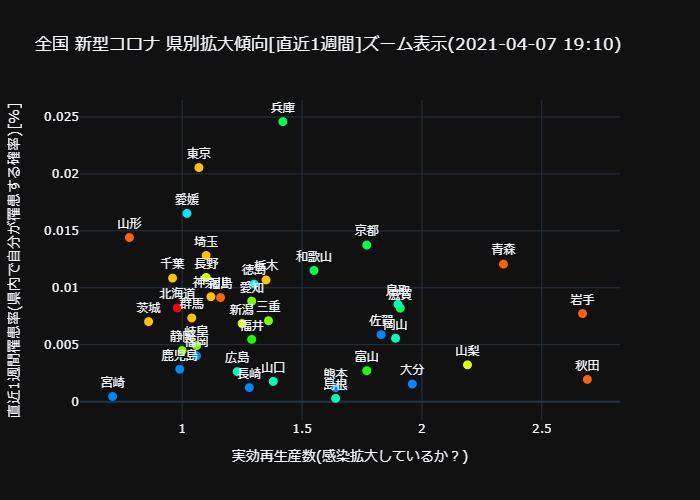 全国 新型コロナ 県別拡大傾向[直近1週間]ズーム表示(2021-04-07 19:10)
直近1週間罹患率(県内で自分が罹患する確率)[%]
0.025
0.02
0.015
0.01
0.005
0
兵庫
東京
愛媛
山形
京都
埼玉
和歌山
青森
千葉
長野
徳島
栃木
神奈川
福島
愛知
滋賀
岩手
北海道
群馬
茨城
新潟
三重
佐賀
岡山
岐阜
福井
静岡
福岡
鹿児島
広島
山口
富山
山梨
大分
秋田
長崎
熊本
島根
宮崎
1
1.5
2
2.5
実効再生産数(感染拡大しているか？)